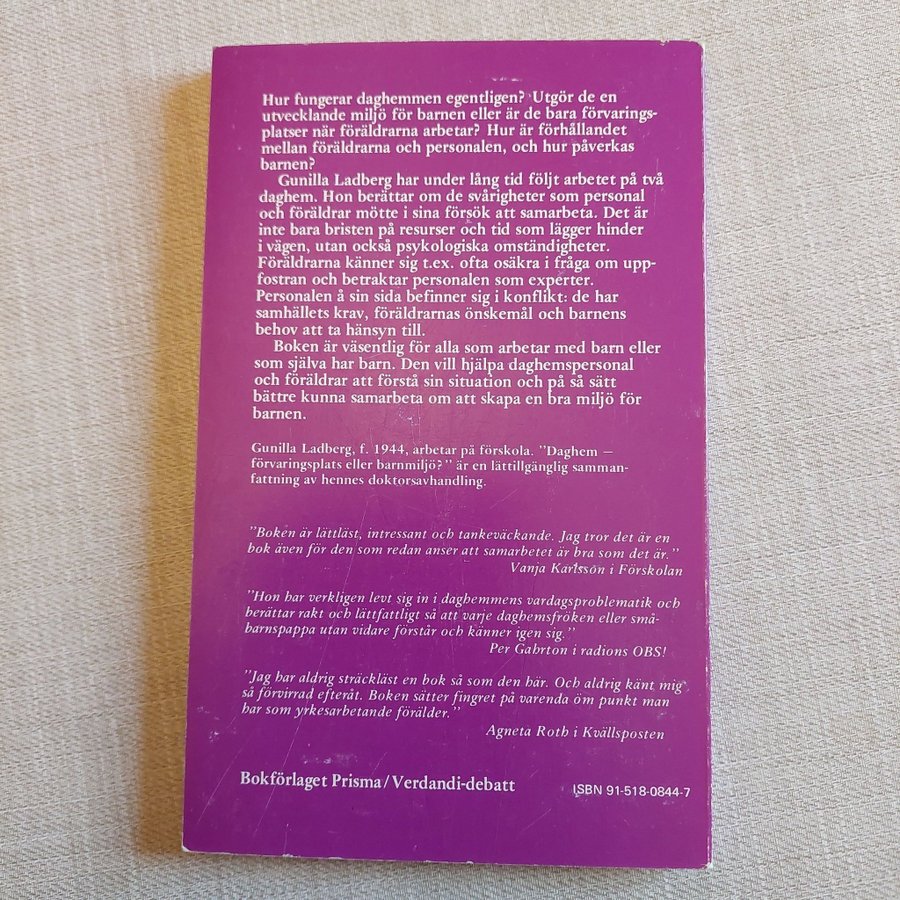 Hur fungerar daghemmen egentligen? Utgör de en
utvecklande miljö för barnen eller är de bara förvarings-
platser när föräldrarna arbetar? Hur är förhållandet
mellan föräldrarna och personalen, och hur påverkas
barnen?
Gunilla Ladberg har under lång tid följt arbetet på två
daghem. Hon berättar om de svårigheter som personal
och föräldrar mötte i sina försök att samarbeta. Det är
inte bara bristen på resurser och tid som lägger hinder
i vägen, utan också psykologiska omständigheter.
Föräldrarna känner sig t.ex. ofta osäkra i fråga om upp-
fostran och betraktar personalen som experter.
Personalen å sin sida befinner sig i konflikt: de har
samhällets krav, föräldrarnas önskemål och barnens
behov att ta hänsyn till.
Boken är väsentlig för alla som arbetar med barn eller
som själva har barn. Den vill hjälpa daghemspersonal
och föräldrar att förstå sin situation och på så sätt
bättre kunna samarbeta om att skapa en bra miljö för
barnen.
Gunilla Ladberg, f. 1944, arbetar på förskola. ”Daghem —
förvaringsplats eller barnmiljö?” är en lättillgänglig samman-
fattning av hennes doktorsavhandling.
”Boken är lättläst, intressant och tankeväckande. Jag tror det är en
bok även för den som redan anser att samarbetet är bra som det är.”
Vanja Karlsson i Förskolan
”Hon har verkligen levt sig in i daghemmens vardagsproblematik och
berättar rakt och lättfattligt så att varje daghemsfröken eller små-
barnspappa utan vidare förstår och känner igen sig.”
Per Gahrton i radions OBS!
”Jag har aldrig sträckläst en bok så som den här. Och aldrig känt mig
så förvirrad efteråt. Boken sätter fingret på varenda öm punkt man
har som yrkesarbetande förälder.”
Agneta Roth i Kvällsposten
Bokförlaget Prisma/Verdandi-debatt
ISBN 91-518-0844-7